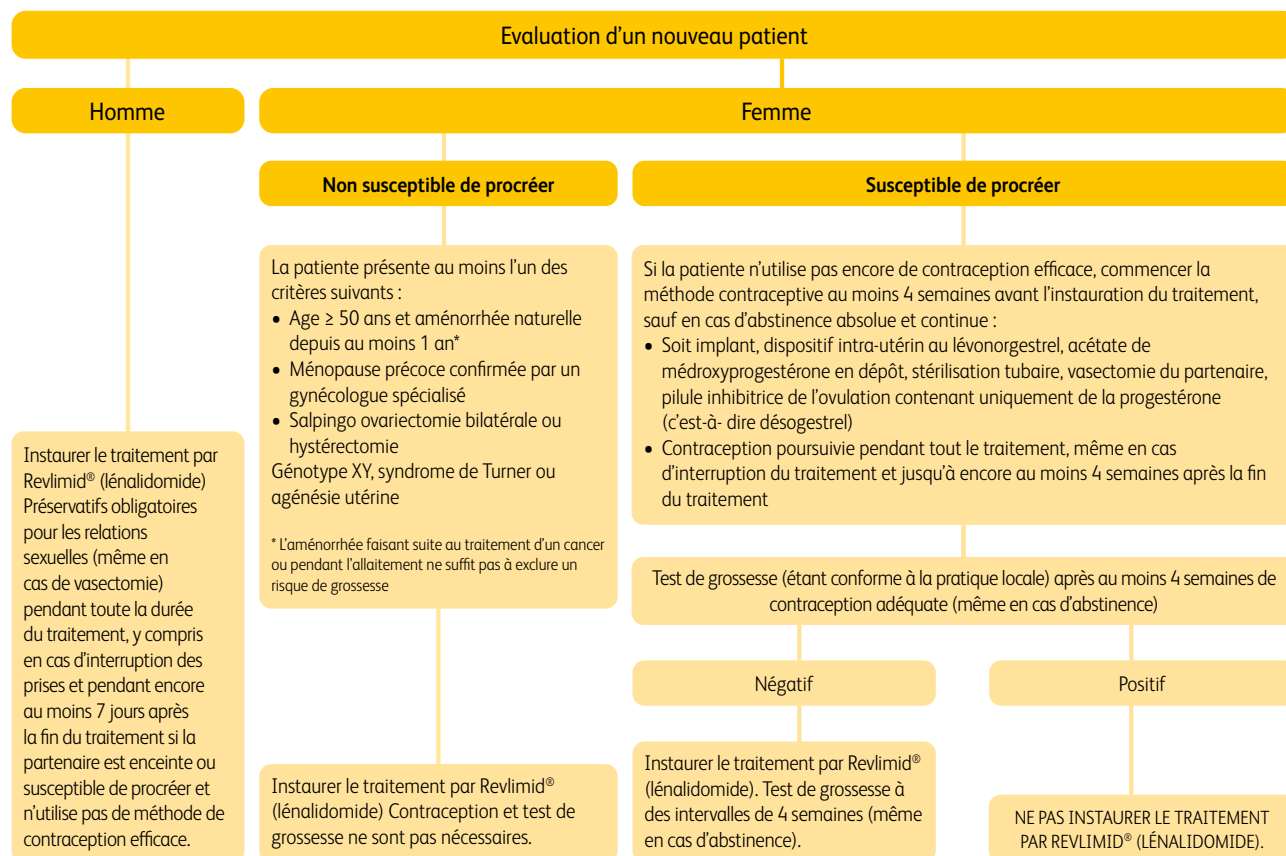 Evaluation d’un nouveau patient
Homme
Instaurer le traitement par
Revlimid® (lénalidomide)
Préservatifs obligatoires
pour les relations
sexuelles (même en
cas de vasectomie)
pendant toute la durée
du traitement, y compris
en cas d’interruption des
prises et pendant encore
au moins 7 jours après
la fin du traitement si la
partenaire est enceinte ou
susceptible de procréer et
n’utilise pas de méthode de
contraception efficace.
Femme
Non susceptible de procréer
La patiente présente au moins l’un des
critères suivants :
• Age ≥ 50 ans et aménorrhée naturelle
depuis au moins 1 an*
• Ménopause précoce confirmée par un
gynécologue spécialisé
• Salpingo ovariectomie bilatérale ou
hystérectomie
Génotype XY, syndrome de Turner ou
agénésie utérine
* L’aménorrhée faisant suite au traitement d’un cancer
ou pendant l’allaitement ne suffit pas à exclure un
risque de grossesse
Instaurer le traitement par Revlimid®
(lénalidomide) Contraception et test de
grossesse ne sont pas nécessaires.
Susceptible de procréer
Si la patiente n’utilise pas encore de contraception efficace, commencer la
méthode contraceptive au moins 4 semaines avant l’instauration du traitement,
sauf en cas d’abstinence absolue et continue :
• Soit implant, dispositif intra-utérin au lévonorgestrel, acétate de
médroxyprogestérone en dépôt, stérilisation tubaire, vasectomie du partenaire,
pilule inhibitrice de l’ovulation contenant uniquement de la progestérone
(c’est-à- dire désogestrel)
• Contraception poursuivie pendant tout le traitement, même en cas
d’interruption du traitement et jusqu’à encore au moins 4 semaines après la fin
du traitement
Test de grossesse (étant conforme à la pratique locale) après au moins 4 semaines de
contraception adéquate (même en cas d’abstinence)
Négatif
Instaurer le traitement par Revlimid®
(lénalidomide). Test de grossesse à
des intervalles de 4 semaines (même
en cas d’abstinence).
Positif
NE PAS INSTAURER LE TRAITEMENT
PAR REVLIMID® (LÉNALIDOMIDE).